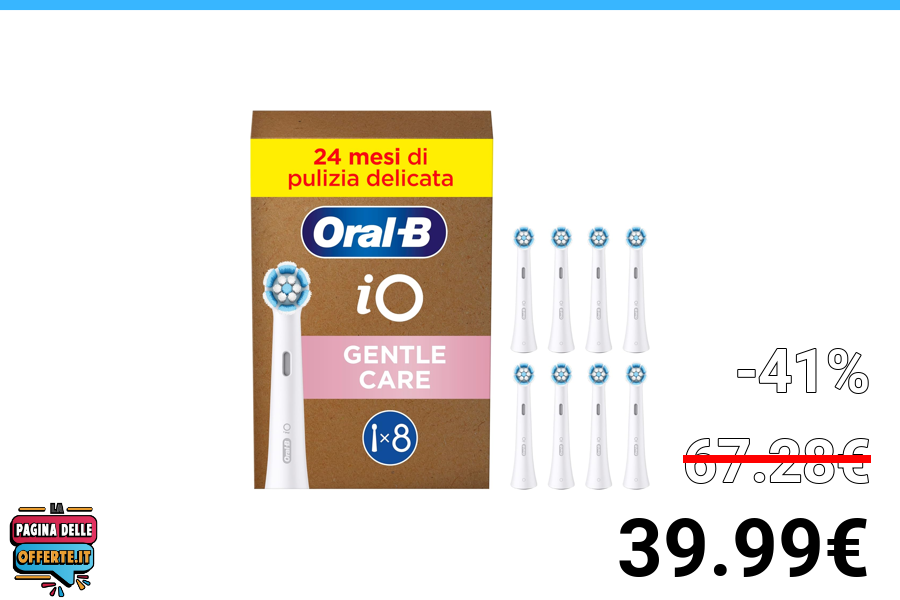 24 mesi di
pulizia delicata
Oral-B
iO
GENTLE
CARE
×8
-41%
67.28€
39.99€
LA
PAGINA DELLE
OFFERTE.IT